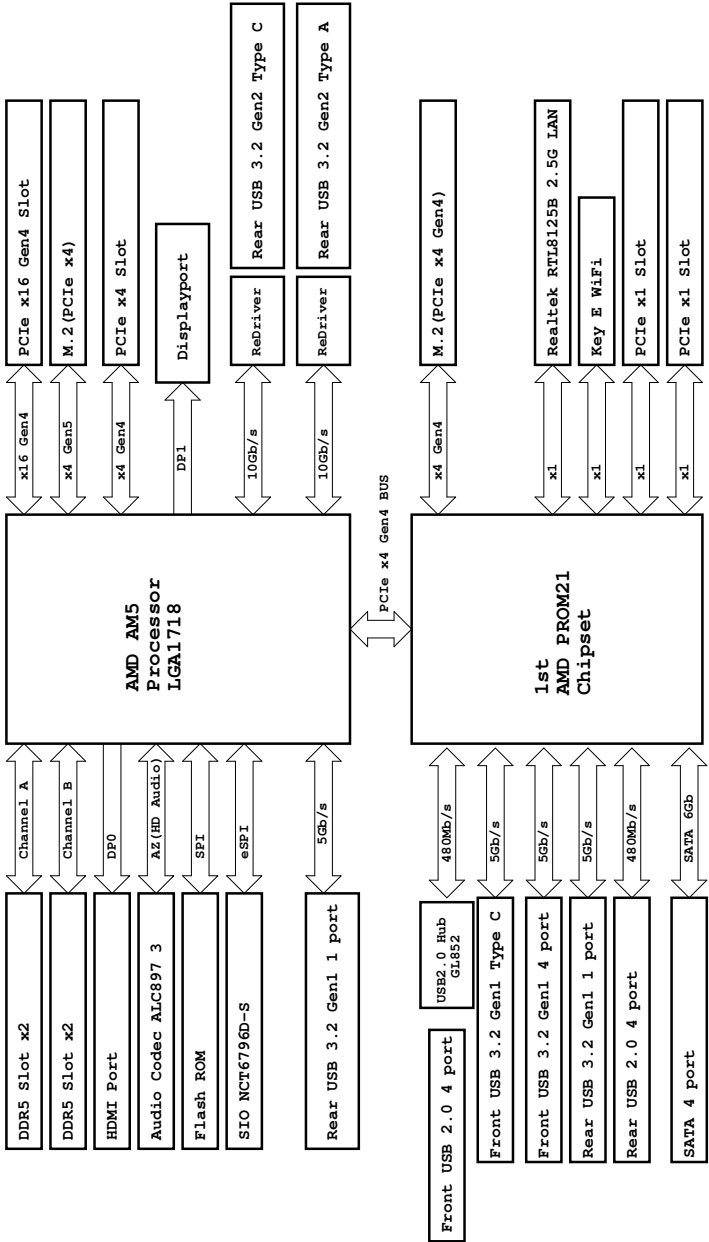 DDR5 Slot x2
Channel A
x16 Gen4
PCIe x16 Gen4 Slot
DDR5 Slot x2
Channel B
x4 Gen5
M.2(PCIe x4)
HDMI Port
DP0
x4 Gen4
PCIe x4 Slot
Audio Codec ALC897 3
AZ(HD Audio)
AMD AM5
Processor
LGA1718
DP1
Displayport
Flash ROM
SPI
SIO NCT6796D-S
eSPI
10Gb/s
ReDriver
Rear USB 3.2 Gen2 Type C
Rear USB 3.2 Gen1 1 port
5Gb/s
10Gb/s
ReDriver
Rear USB 3.2 Gen2 Type A
PCIe x4 Gen4 BUS
Front USB 2.0 4 port
USB2.0 Hub
GL852
480Mb/s
x4 Gen4
M.2(PCIe x4 Gen4)
Front USB 3.2 Gen1 Type C
5Gb/s
Front USB 3.2 Gen1 4 port
5Gb/s
1st
AMD PROM21
Chipset
x1
Realtek RTL8125B 2.5G LAN
Rear USB 3.2 Gen1 1 port
5Gb/s
x1
Key E WiFi
Rear USB 2.0 4 port
480Mb/s
x1
PCIe x1 Slot
SATA 4 port
SATA 6Gb
x1
PCIe x1 Slot